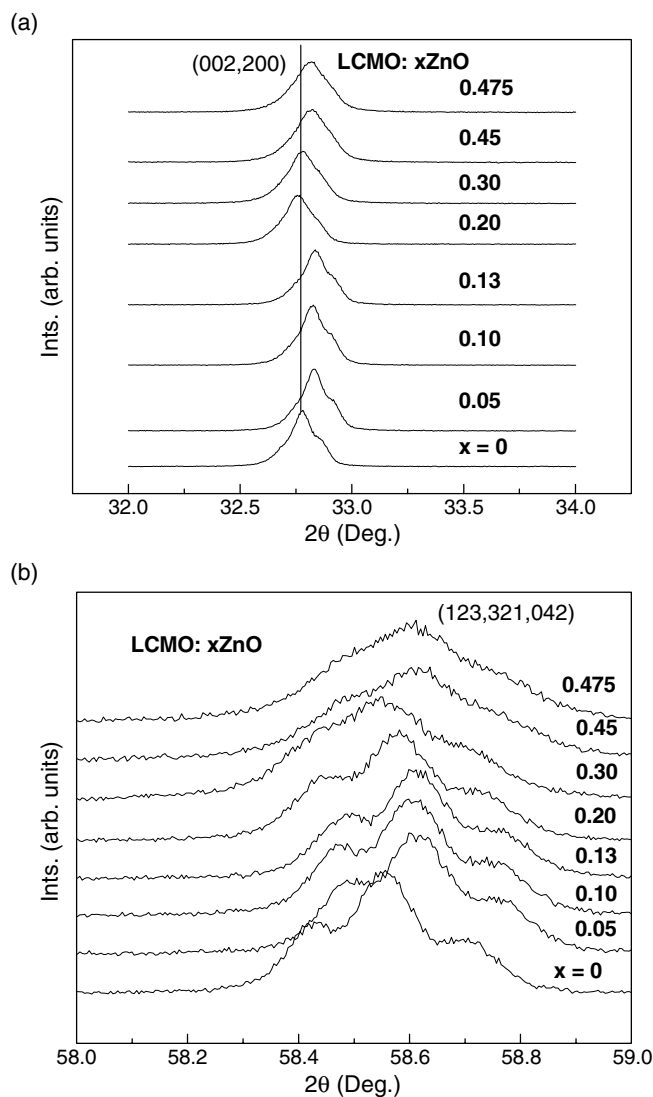 (a)
(002,200) LCMO: xZnO
0.475
0.45
0.30
0.20
0.13
0.10
0.05
x = 0
Ints. (arb. units)
32.0 32.5 33.0 33.5 34.0
2θ (Deg.)
(b)
(123,321,042)
LCMO: xZnO
0.475
0.45
0.30
0.20
0.13
0.10
0.05
x = 0
Ints. (arb. units)
58.0 58.2 58.4 58.6 58.8 59.0
2θ (Deg.)